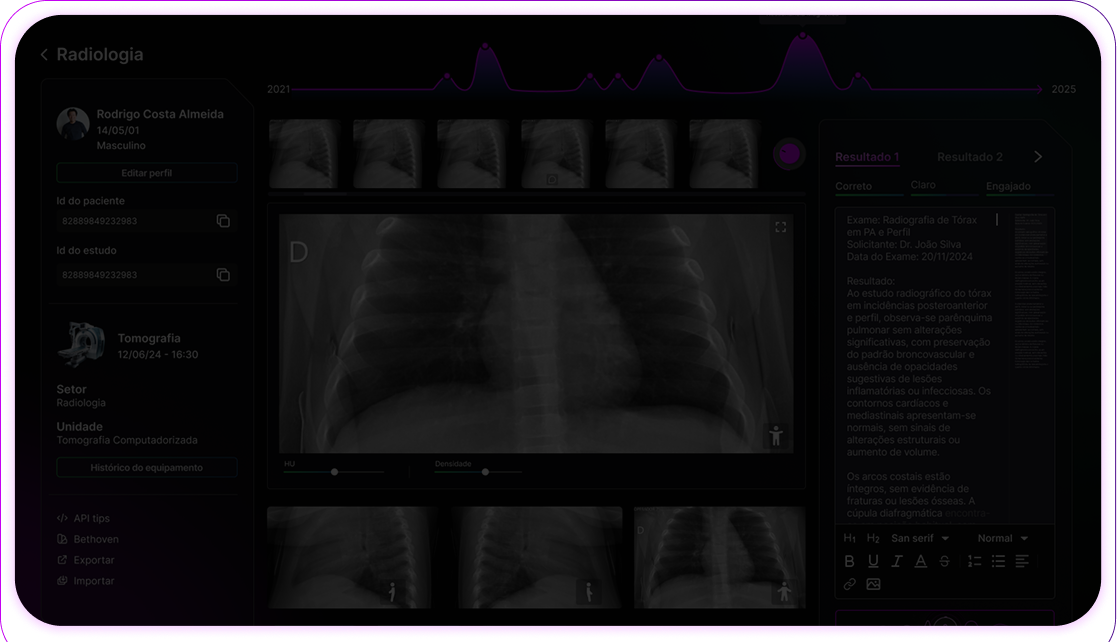 Radiologia
2021
2025
Rodrigo Costa Almeida
14/05/01
Masculino
Editar perfil
Id do paciente
82889849232983
Id do estudo
82889849232983
Tomografia
12/06/24 - 16:30
Setor
Radiologia
Unidade
Tomografia Computadorizada
Histórico do equipamento
API tips
Bethoven
Exportar
Importar
D
HU
Densidade
D
Resultado 1
Resultado 2
Correto
Claro
Engajado
Exame: Radiografia de Tórax
em PA e Perfil
Solicitante: Dr. João Silva
Data do Exame: 20/11/2024
Resultado:
Ao estudo radiográfico do tórax
em incidências posteroanterior
e perfil, observa-se parênquima
pulmonar sem alterações
significativas, com preservação
do padrão broncovascular e
ausência de opacidades
sugestivas de lesões
inflamatórias ou infecciosas. Os
contornos cardíacos e
mediastinais apresentam-se
normais, sem sinais de
alterações estruturais ou
aumento de volume.
Os arcos costais estão
íntegros, sem evidência de
fraturas ou lesões ósseas. A
cúpula diafragmática encontra-
H1 H2 San serif Normal
B U I A S